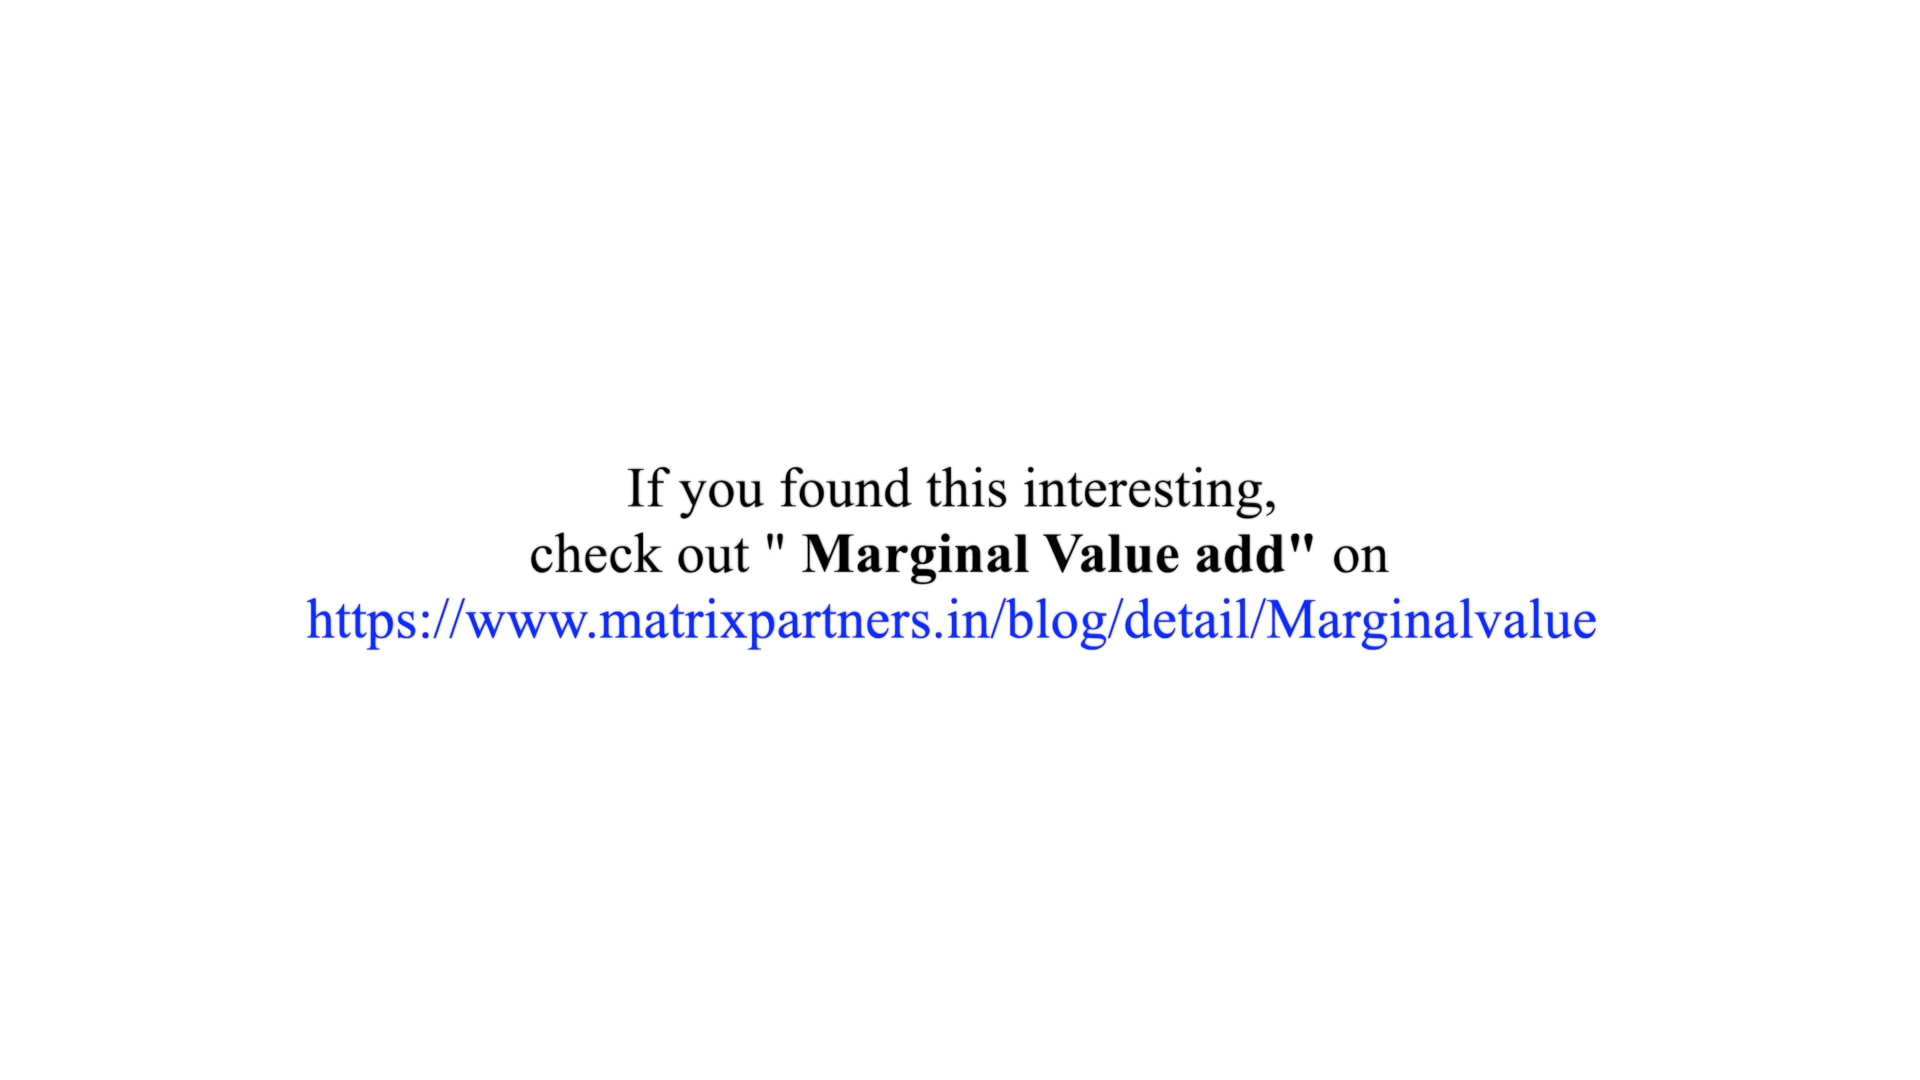 If you found this interesting,
check out " Marginal Value add" on
https://www.matrixpartners.in/blog/detail/Marginalvalue